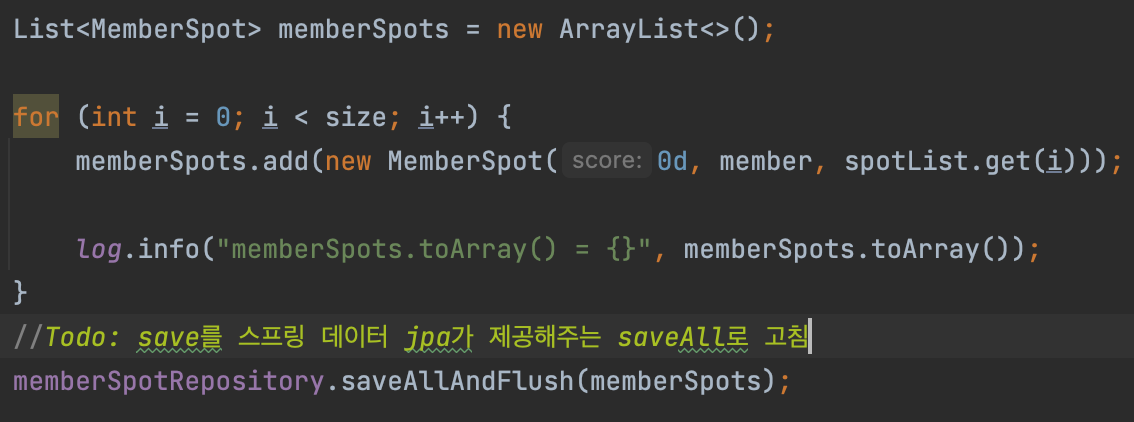 List<MemberSpot> memberSpots = new ArrayList<>();
for (int i = 0; i < size; i++) {
memberSpots.add(new MemberSpot( score: 0d, member, spotList.get(i)));
log.info("memberSpots.toArray() = {}", memberSpots.toArray());
}
//Todo: save를 스프링 데이터 jpa가 제공해주는 saveAll로 고침
memberSpotRepository.saveAllAndFlush(memberSpots);